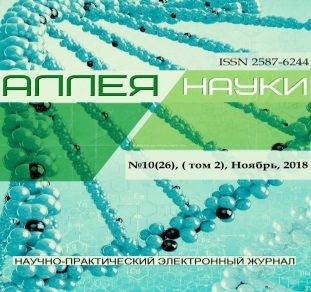 ISSN 2587-6244
АЛЛЕЯ НАУКИ
№10(26), ( том 2), Ноябрь, 2018
НАУЧНО-ПРАКТИЧЕСКИЙ ЭЛЕКТРОННЫЙ ЖУРНАЛ